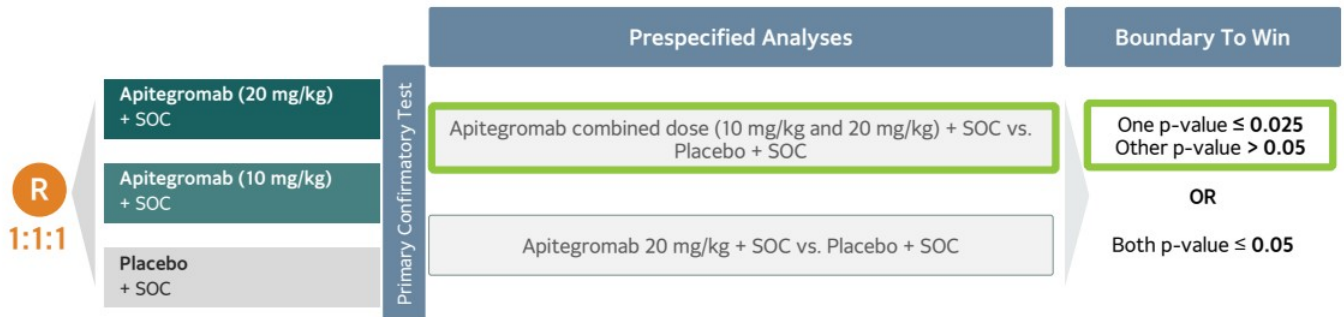 Prespecified Analyses
Boundary To Win
R
1:1:1
Apitegromab (20 mg/kg)
+ SOC
Apitegromab (10 mg/kg)
+ SOC
Placebo
+ SOC
Primary Confirmatory Test
Apitegromab combined dose (10 mg/kg and 20 mg/kg) + SOC vs.
Placebo + SOC
Apitegromab 20 mg/kg + SOC vs. Placebo + SOC
One p-value ≤ 0.025
Other p-value > 0.05
OR
Both p-value ≤ 0.05